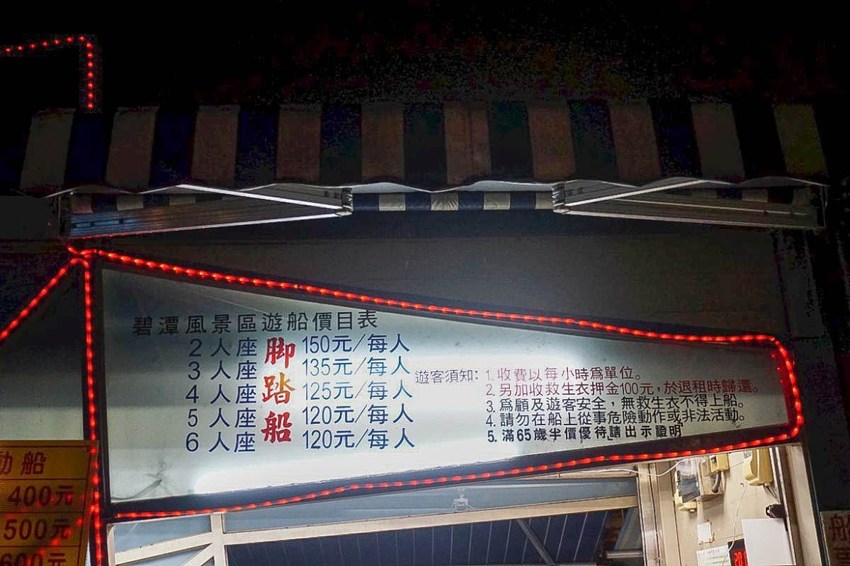 碧潭風景區遊船價目表
2人座 150元/每人
3人座 135元/每人
4人座 125元/每人
5人座 120元/每人
6人座 120元/每人
脚踏船
遊客須知：1. 收費以每小時為單位。
2. 另加收救生衣押金100元，於退租時歸還。
3. 為顧及遊客安全，無救生衣不得上船。
4. 請勿在船上從事危險動作或非法活動。
5. 滿65歲半價優待請出示證明
動船
400元
500元
600元
船